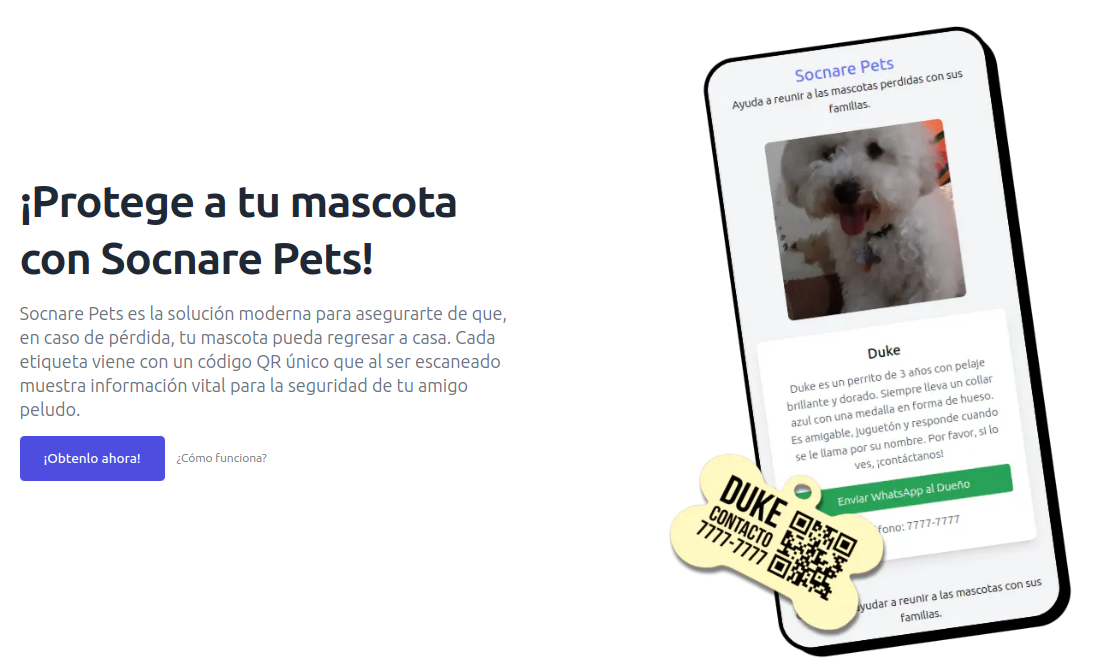 ¡Protege a tu mascota
con Socnare Pets!
Socnare Pets es la solución moderna para asegurarte de que,
en caso de pérdida, tu mascota pueda regresar a casa. Cada
etiqueta viene con un código QR único que al ser escaneado
muestra información vital para la seguridad de tu amigo
peludo.
¡Obtenlo ahora!
¿Cómo funciona?
Socnare Pets
Ayuda a reunir a las mascotas perdidas con sus
familias.
Duke
Duke es un perrito de 3 años con pelaje
brillante y dorado. Siempre lleva un collar
azul con una medalla en forma de hueso.
Es amigable, juguetón y responde cuando
se le llama por su nombre. Por favor, si lo
ves, ¡contáctanos!
Enviar WhatsApp al Dueño
fono: 7777-7777
DUKE
CONTACTO
7777-7777
ayudar a reunir a las mascotas con sus
familias.